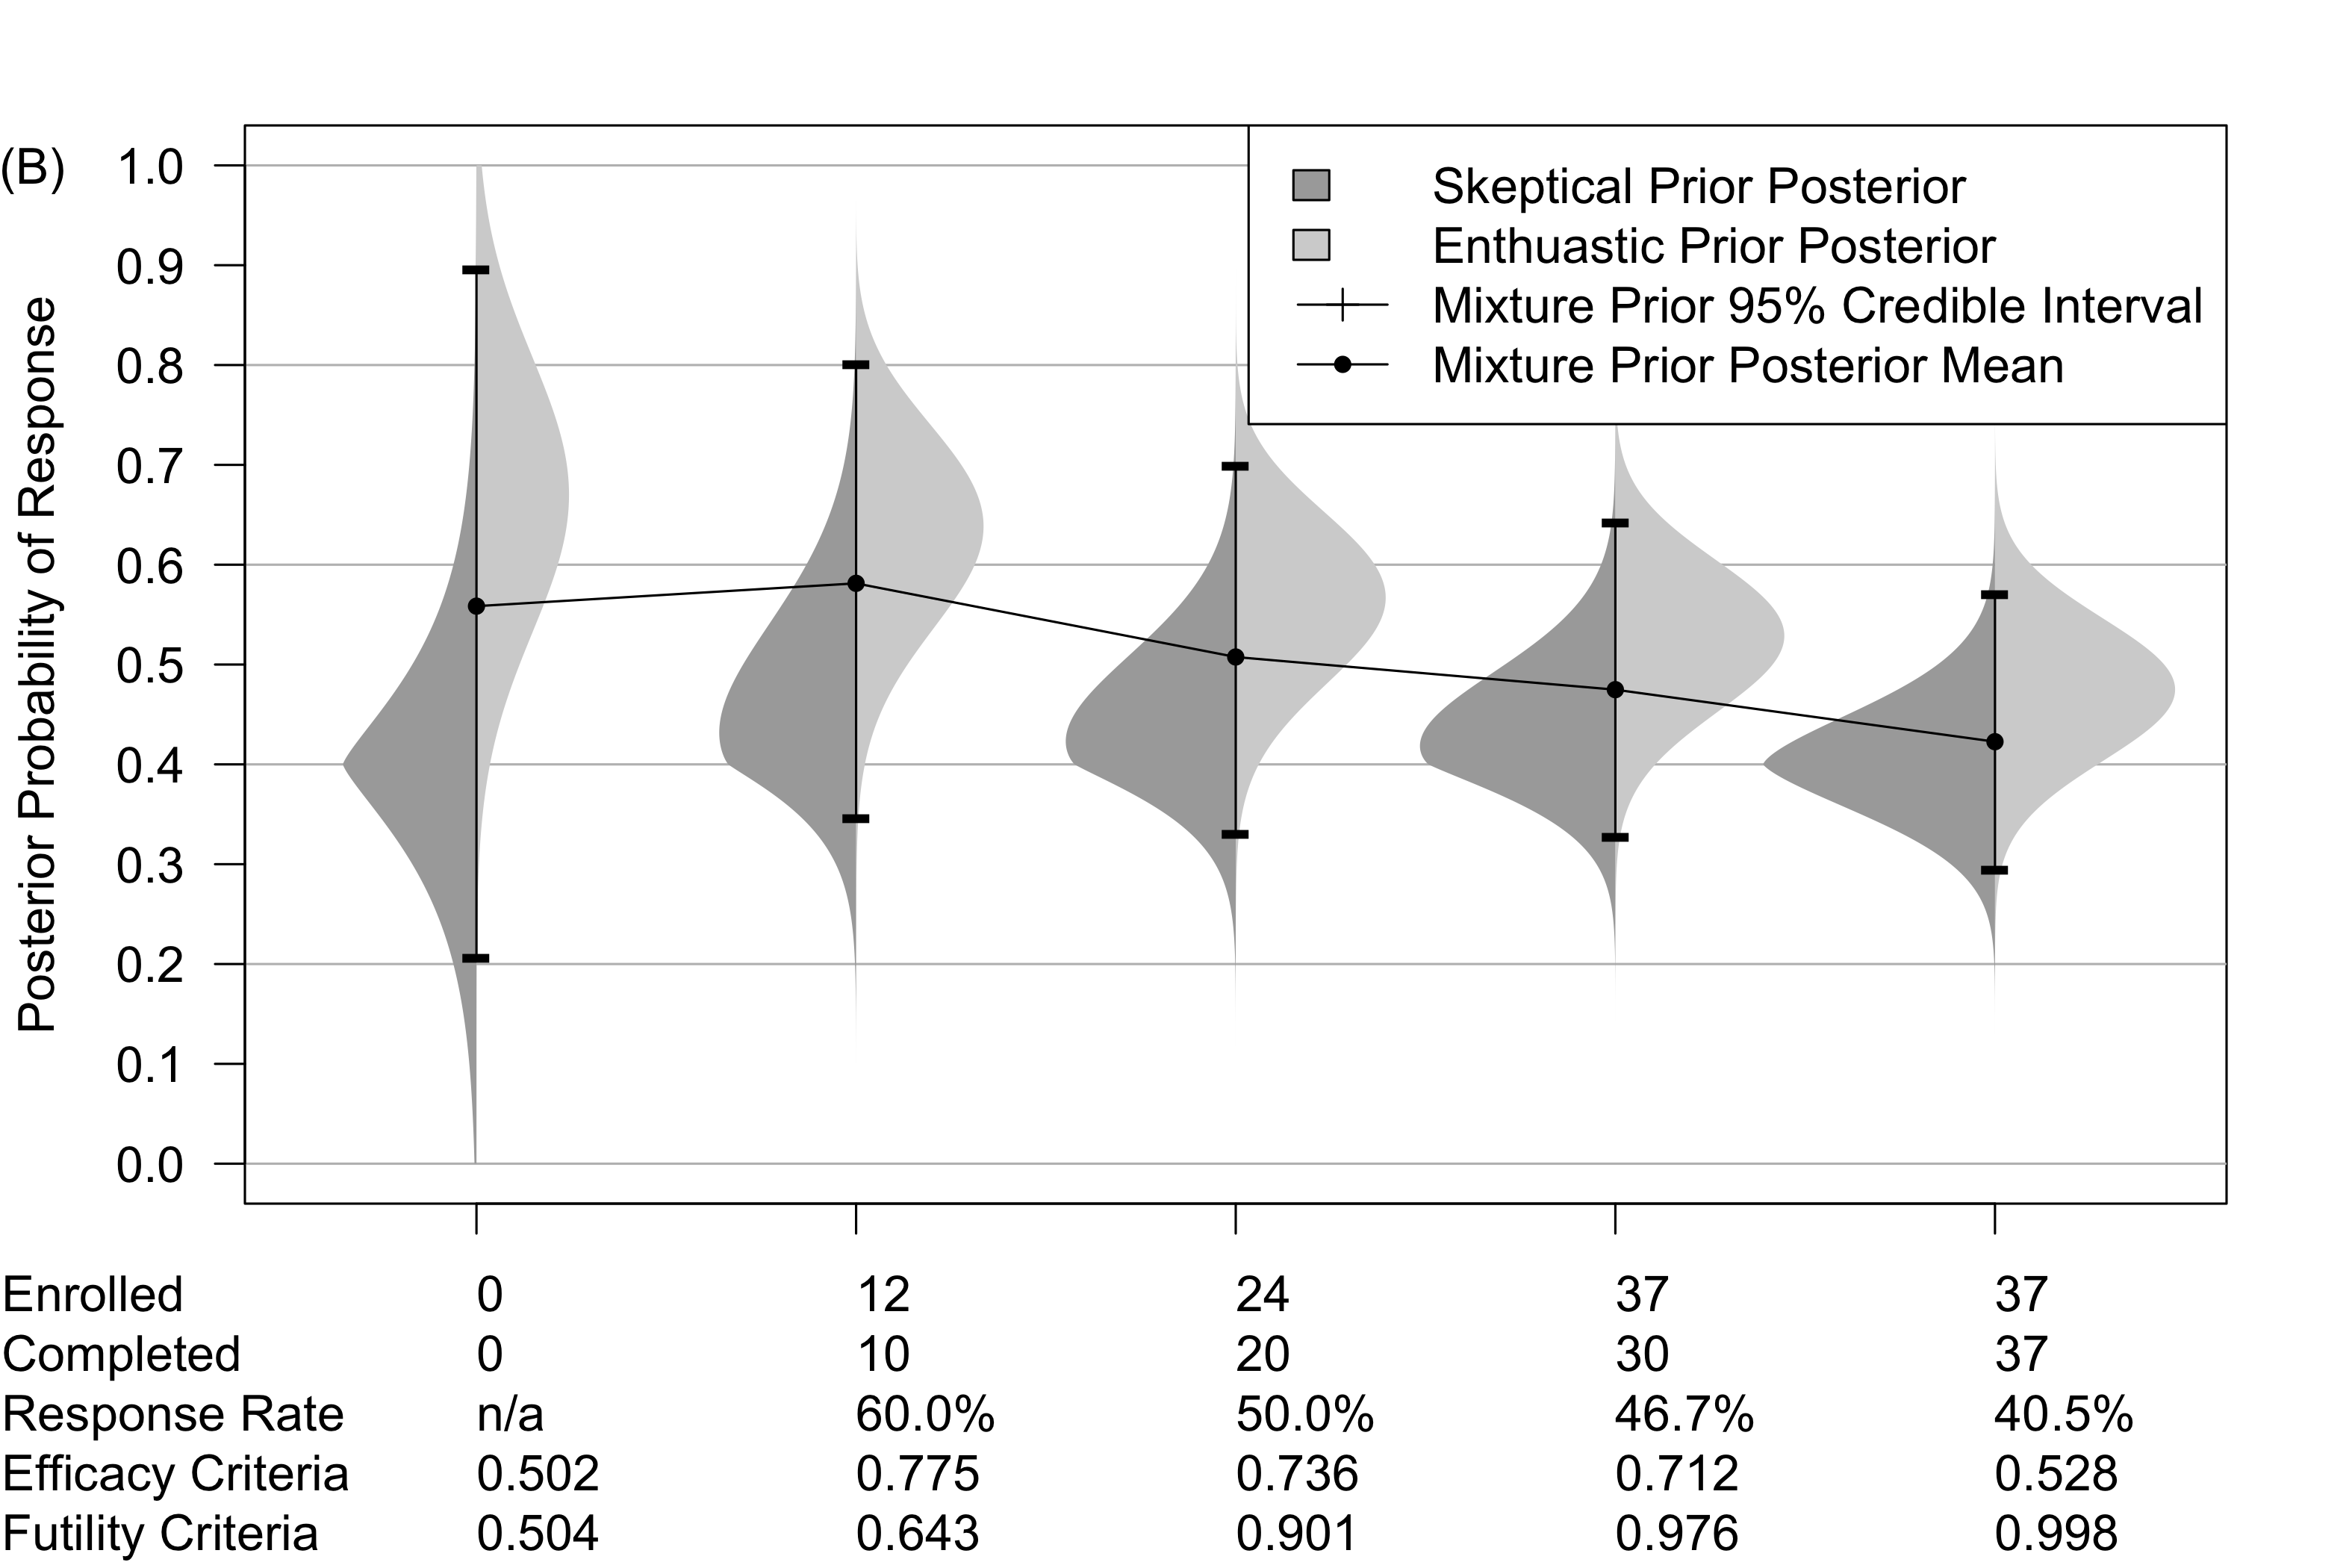 (B)
Posterior Probability of Response
1.0
0.9
0.8
0.7
0.6
0.5
0.4
0.3
0.2
0.1
0.0
Skeptical Prior Posterior
Enthuastic Prior Posterior
Mixture Prior 95% Credible Interval
Mixture Prior Posterior Mean
Enrolled 0 12 24 37 37
Completed 0 10 20 30 37
Response Rate n/a 60.0% 50.0% 46.7% 40.5%
Efficacy Criteria 0.502 0.775 0.736 0.712 0.528
Futility Criteria 0.504 0.643 0.901 0.976 0.998